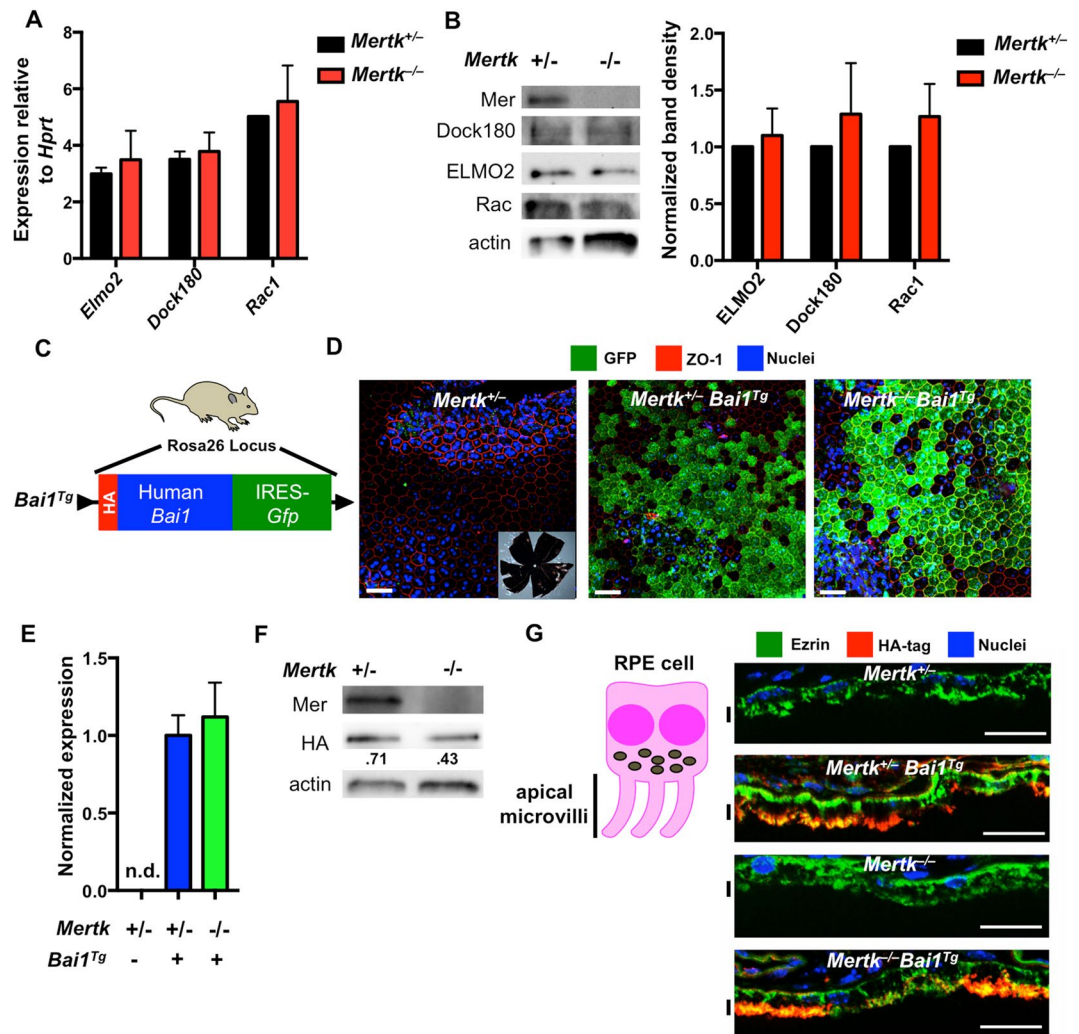 A
Expression relative
to Hprt
8
6
4
2
0
Elmo2
Dock180
Rac1
Mertk+/–
Mertk–/–
B
Mertk +/- -/-
Mer
Dock180
ELMO2
Rac
actin
Normalized band density
2.0
1.5
1.0
0.5
0.0
ELMO2
Dock180
Rac1
Mertk+/–
Mertk–/–
C
Rosa26 Locus
Bai1Tg
HA
Human
Bai1
IRES-
Gfp
D
GFP ZO-1 Nuclei
Mertk+/–
Mertk+/– Bai1Tg
Mertk–/–Bai1Tg
E
Normalized expression
1.5
1.0
0.5
0.0
n.d.
Mertk +/- +/- -/-
Bai1Tg - + +
F
Mertk +/- -/-
Mer
HA
.71 .43
actin
G
RPE cell
apical
microvilli
Ezrin HA-tag Nuclei
Mertk+/–
Mertk+/– Bai1Tg
Mertk–/–
Mertk–/–Bai1Tg